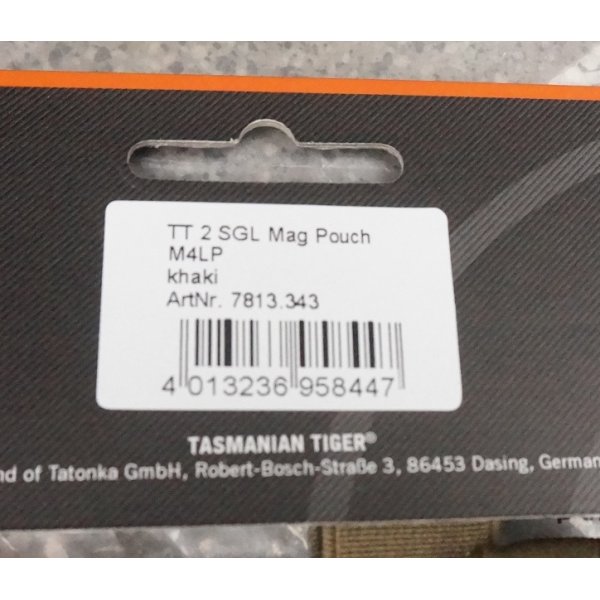 TT 2 SGL Mag Pouch
M4LP
khaki
ArtNr. 7813.343
4 013236 958447
TASMANIAN TIGER®
nd of Tatonka GmbH, Robert-Bosch-Straße 3, 86453 Dasing, German